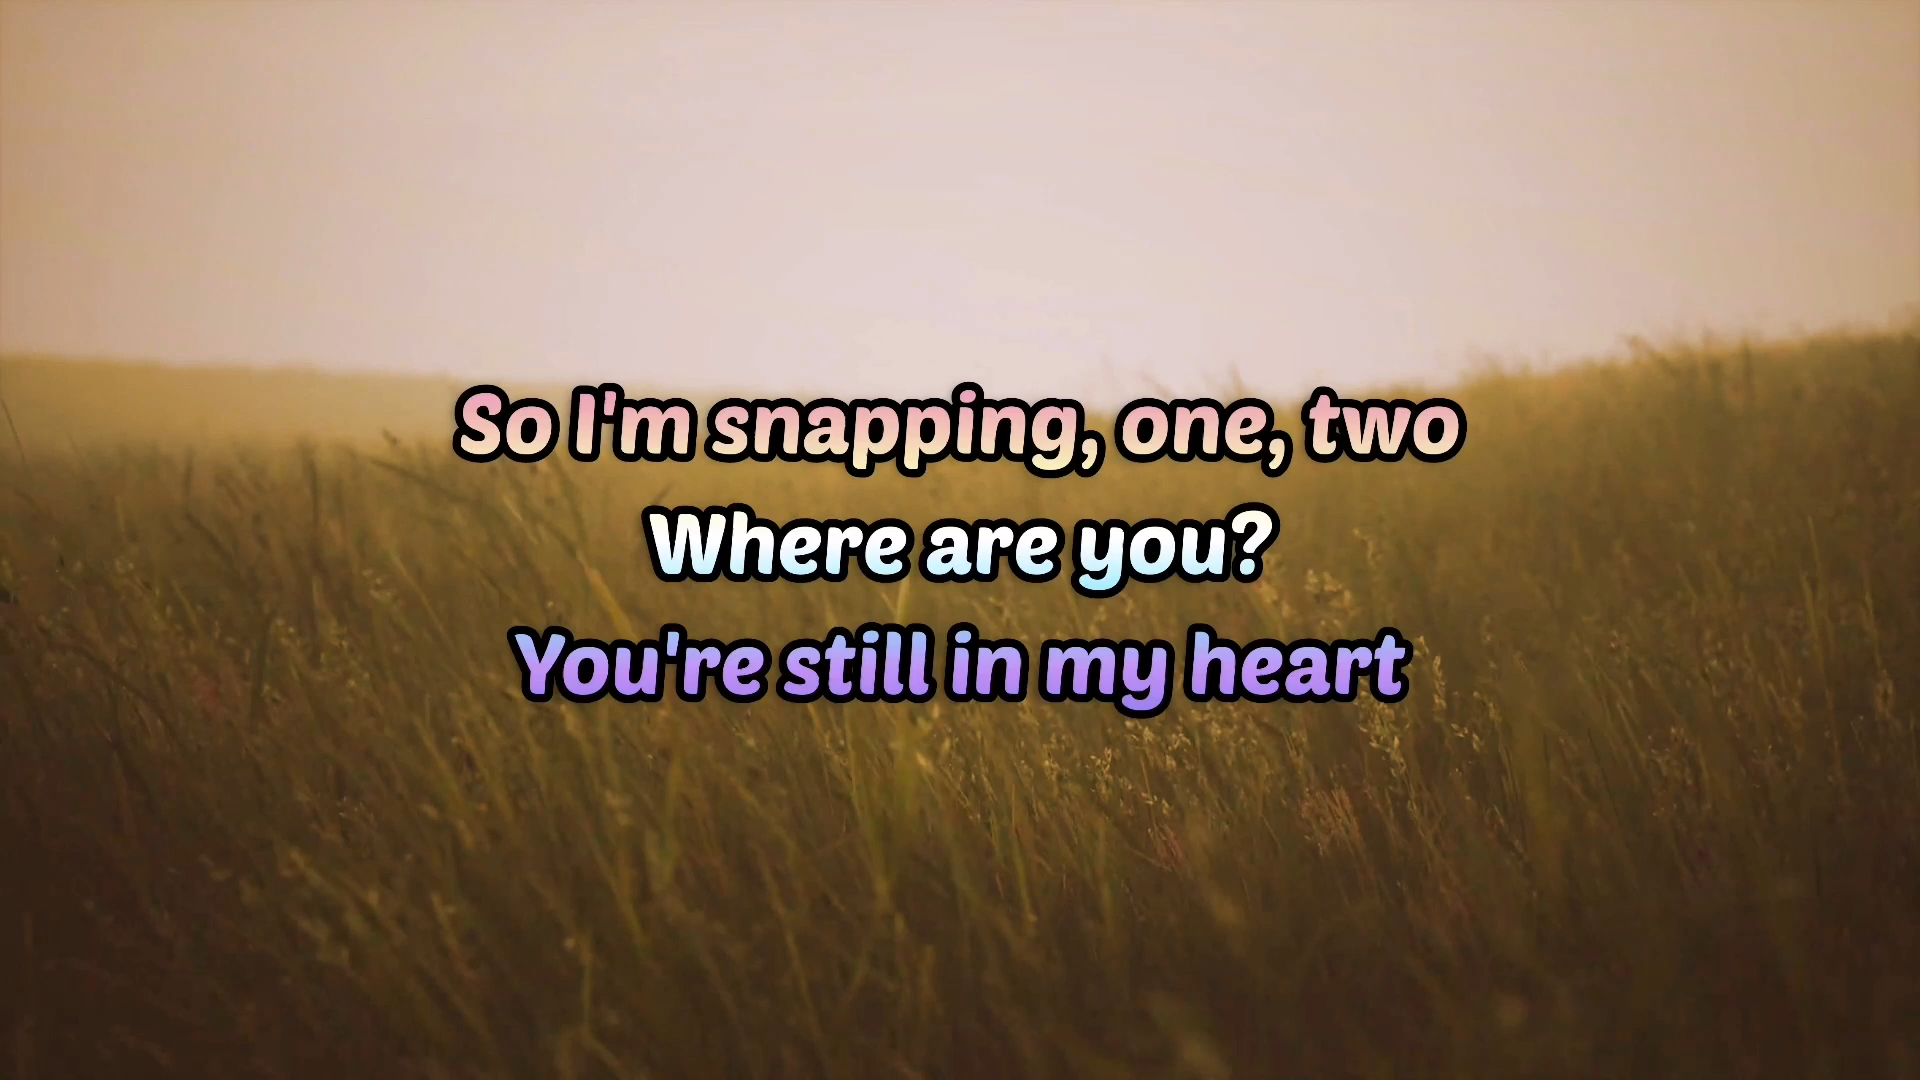 So I'm snapping, one, two
Where are you?
You're still in my heart